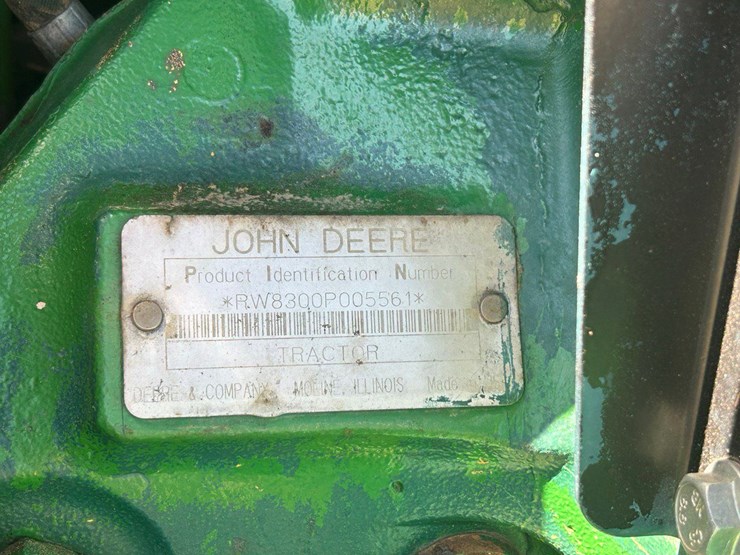 JOHN DEERE
Product Identification Number
*RW8300P005561*
TRACTOR
DEERE & COMPANY MOLINE, ILLINOIS Made